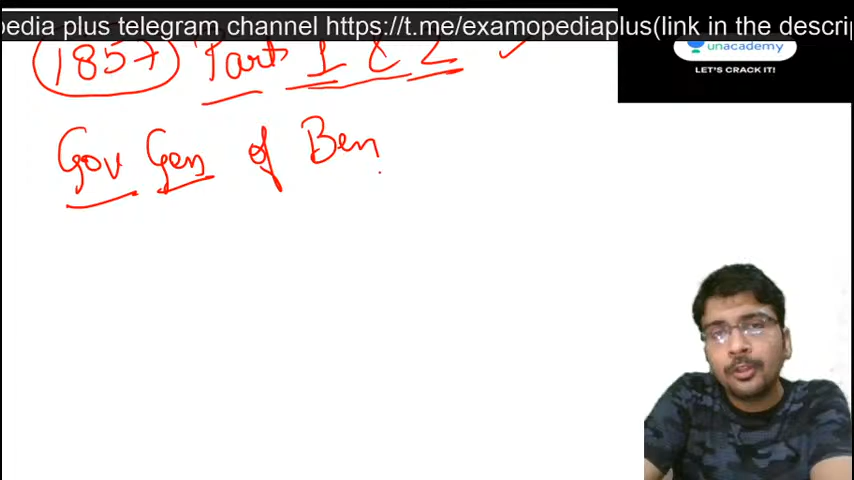 pedia plus telegram channel https://t.me/examopediaplus(link in the descrip
1857 Parts 1 & 2
unacademy
LET'S CRACK IT!
Gov Gen of Ben